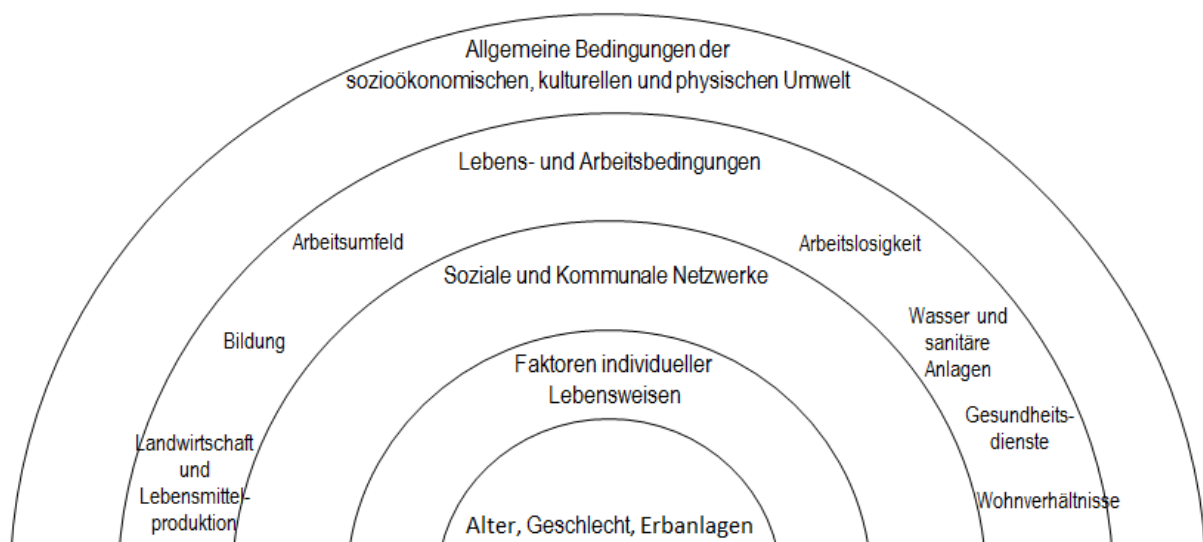 Allgemeine Bedingungen der
sozioökonomischen, kulturellen und physischen Umwelt
Lebens- und Arbeitsbedingungen
Arbeitsumfeld
Arbeitslosigkeit
Soziale und Kommunale Netzwerke
Bildung
Wasser und
sanitäre
Anlagen
Faktoren individueller
Lebensweisen
Gesundheits-
dienste
Landwirtschaft
und
Lebensmittel-
produktion
Wohnverhältnisse
Alter, Geschlecht, Erbanlagen